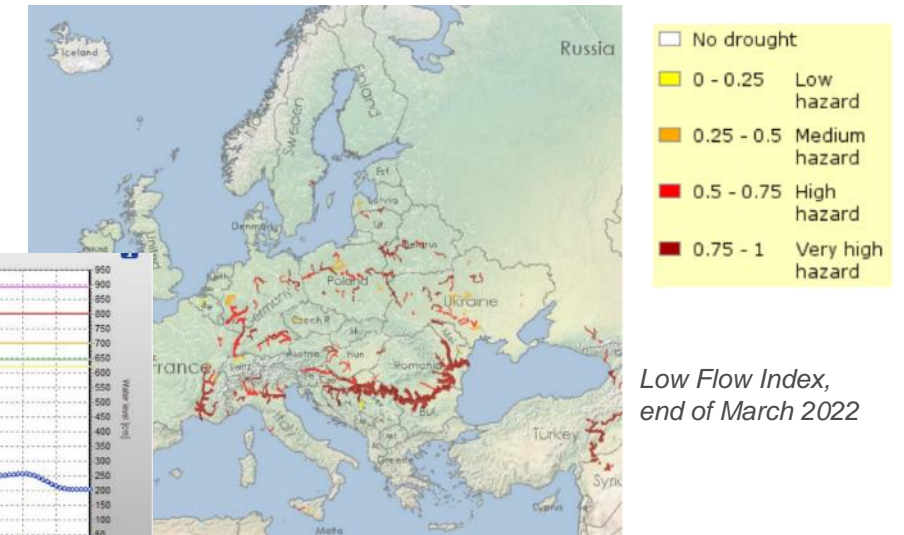 Iceland
Russia
Finland
Sweden
Est.
Latvia
Lit.
Denmark
Belarus
Neth.
Poland
Germany
Be.
Ukraine
Czech R.
France
Switz.
Austria
Hun.
Mol.
Romania
Bul.
Italy
Greece
Turkey
Syria
Cyprus
Malta
No drought
0 - 0.25 Low
hazard
0.25 - 0.5 Medium
hazard
0.5 - 0.75 High
hazard
0.75 - 1 Very high
hazard
Low Flow Index,
end of March 2022
950
900
850
800
750
700
650
600
550
500
450
400
350
300
250
200
150
100
50
Water level [cm]